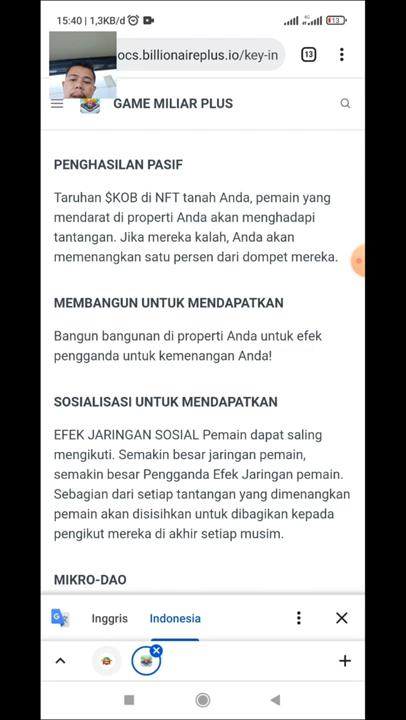 15:40 | 1,3KB/d
13
ocs.billionaireplus.io/key-in
13
GAME MILIAR PLUS
PENGHASILAN PASIF
Taruhan $KOB di NFT tanah Anda, pemain yang
mendarat di properti Anda akan menghadapi
tantangan. Jika mereka kalah, Anda akan
memenangkan satu persen dari dompet mereka.
MEMBANGUN UNTUK MENDAPATKAN
Bangun bangunan di properti Anda untuk efek
pengganda untuk kemenangan Anda!
SOSIALISASI UNTUK MENDAPATKAN
EFEK JARINGAN SOSIAL Pemain dapat saling
mengikuti. Semakin besar jaringan pemain,
semakin besar Pengganda Efek Jaringan pemain.
Sebagian dari setiap tantangan yang dimenangkan
pemain akan disisihkan untuk dibagikan kepada
pengikut mereka di akhir setiap musim.
MIKRO-DAO
Inggris Indonesia